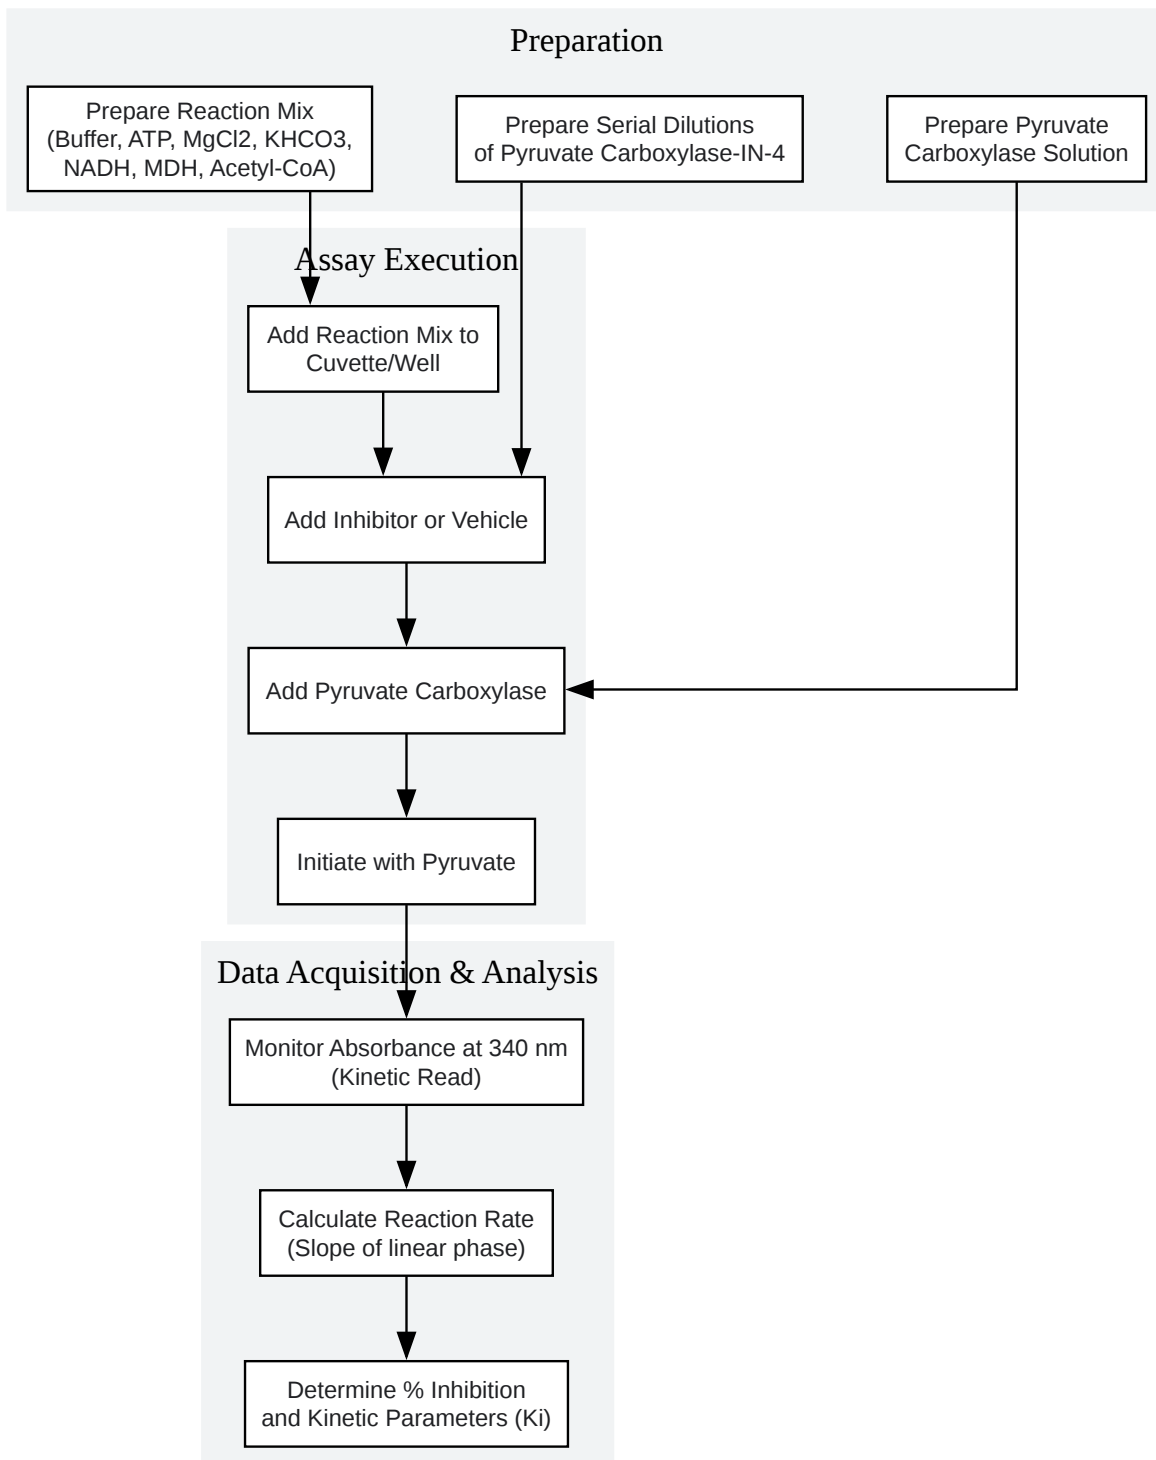 Preparation
Prepare Reaction Mix
(Buffer, ATP, MgCl2, KHCO3,
NADH, MDH, Acetyl-CoA)
Prepare Serial Dilutions
of Pyruvate Carboxylase-IN-4
Prepare Pyruvate
Carboxylase Solution
Assay Execution
Add Reaction Mix to
Cuvette/Well
Add Inhibitor or Vehicle
Add Pyruvate Carboxylase
Initiate with Pyruvate
Data Acquisition & Analysis
Monitor Absorbance at 340 nm
(Kinetic Read)
Calculate Reaction Rate
(Slope of linear phase)
Determine % Inhibition
and Kinetic Parameters (Ki)